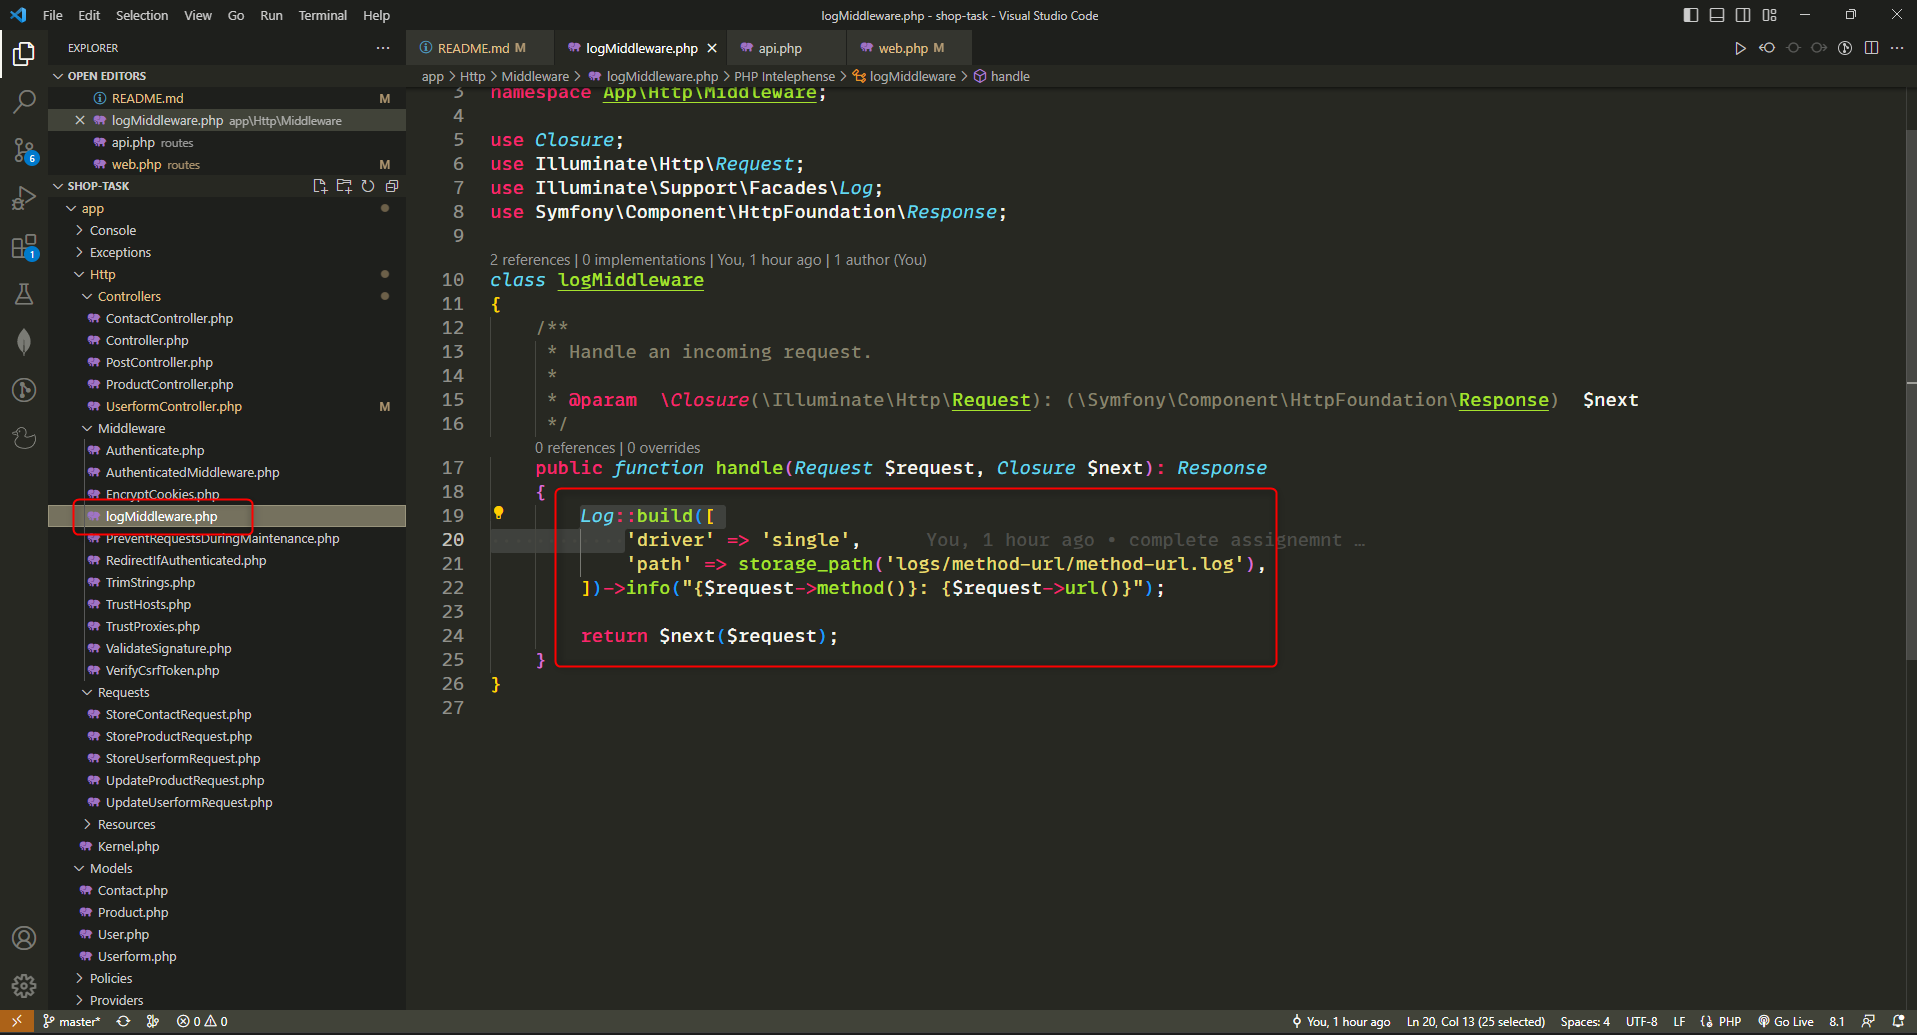 File Edit Selection View Go Run Terminal Help
logMiddleware.php - shop-task - Visual Studio Code
EXPLORER
OPEN EDITORS
README.md M
logMiddleware.php app\Http\Middleware
api.php routes
web.php routes M
SHOP-TASK
app
Console
Exceptions
Http
Controllers
ContactController.php
Controller.php
PostController.php
ProductController.php
UserformController.php M
Middleware
Authenticate.php
AuthenticatedMiddleware.php
EncryptCookies.php
logMiddleware.php
PreventRequestsDuringMaintenance.php
RedirectIfAuthenticated.php
TrimStrings.php
TrustHosts.php
TrustProxies.php
ValidateSignature.php
VerifyCsrfToken.php
Requests
StoreContactRequest.php
StoreProductRequest.php
StoreUserformRequest.php
UpdateProductRequest.php
UpdateUserformRequest.php
Resources
Kernel.php
Models
Contact.php
Product.php
User.php
Userform.php
Policies
Providers
6
1
README.md M logMiddleware.php api.php web.php M
app > Http > Middleware > logMiddleware.php > PHP Intelephense > logMiddleware > handle
3 namespace App\Http\Middleware;
4
5 use Closure;
6 use Illuminate\Http\Request;
7 use Illuminate\Support\Facades\Log;
8 use Symfony\Component\HttpFoundation\Response;
9
2 references | 0 implementations | You, 1 hour ago | 1 author (You)
10 class logMiddleware
11 {
12 /**
13 * Handle an incoming request.
14 *
15 * @param \Closure(\Illuminate\Http\Request): (\Symfony\Component\HttpFoundation\Response) $next
16 */
0 references | 0 overrides
17 public function handle(Request $request, Closure $next): Response
18 {
19 Log::build([
20 'driver' => 'single', You, 1 hour ago • complete assignemnt …
21 'path' => storage_path('logs/method-url/method-url.log'),
22 ])->info("{$request->method()}: {$request->url()}");
23
24 return $next($request);
25 }
26 }
27
master* 0 0 You, 1 hour ago Ln 20, Col 13 (25 selected) Spaces: 4 UTF-8 LF PHP Go Live 8.1